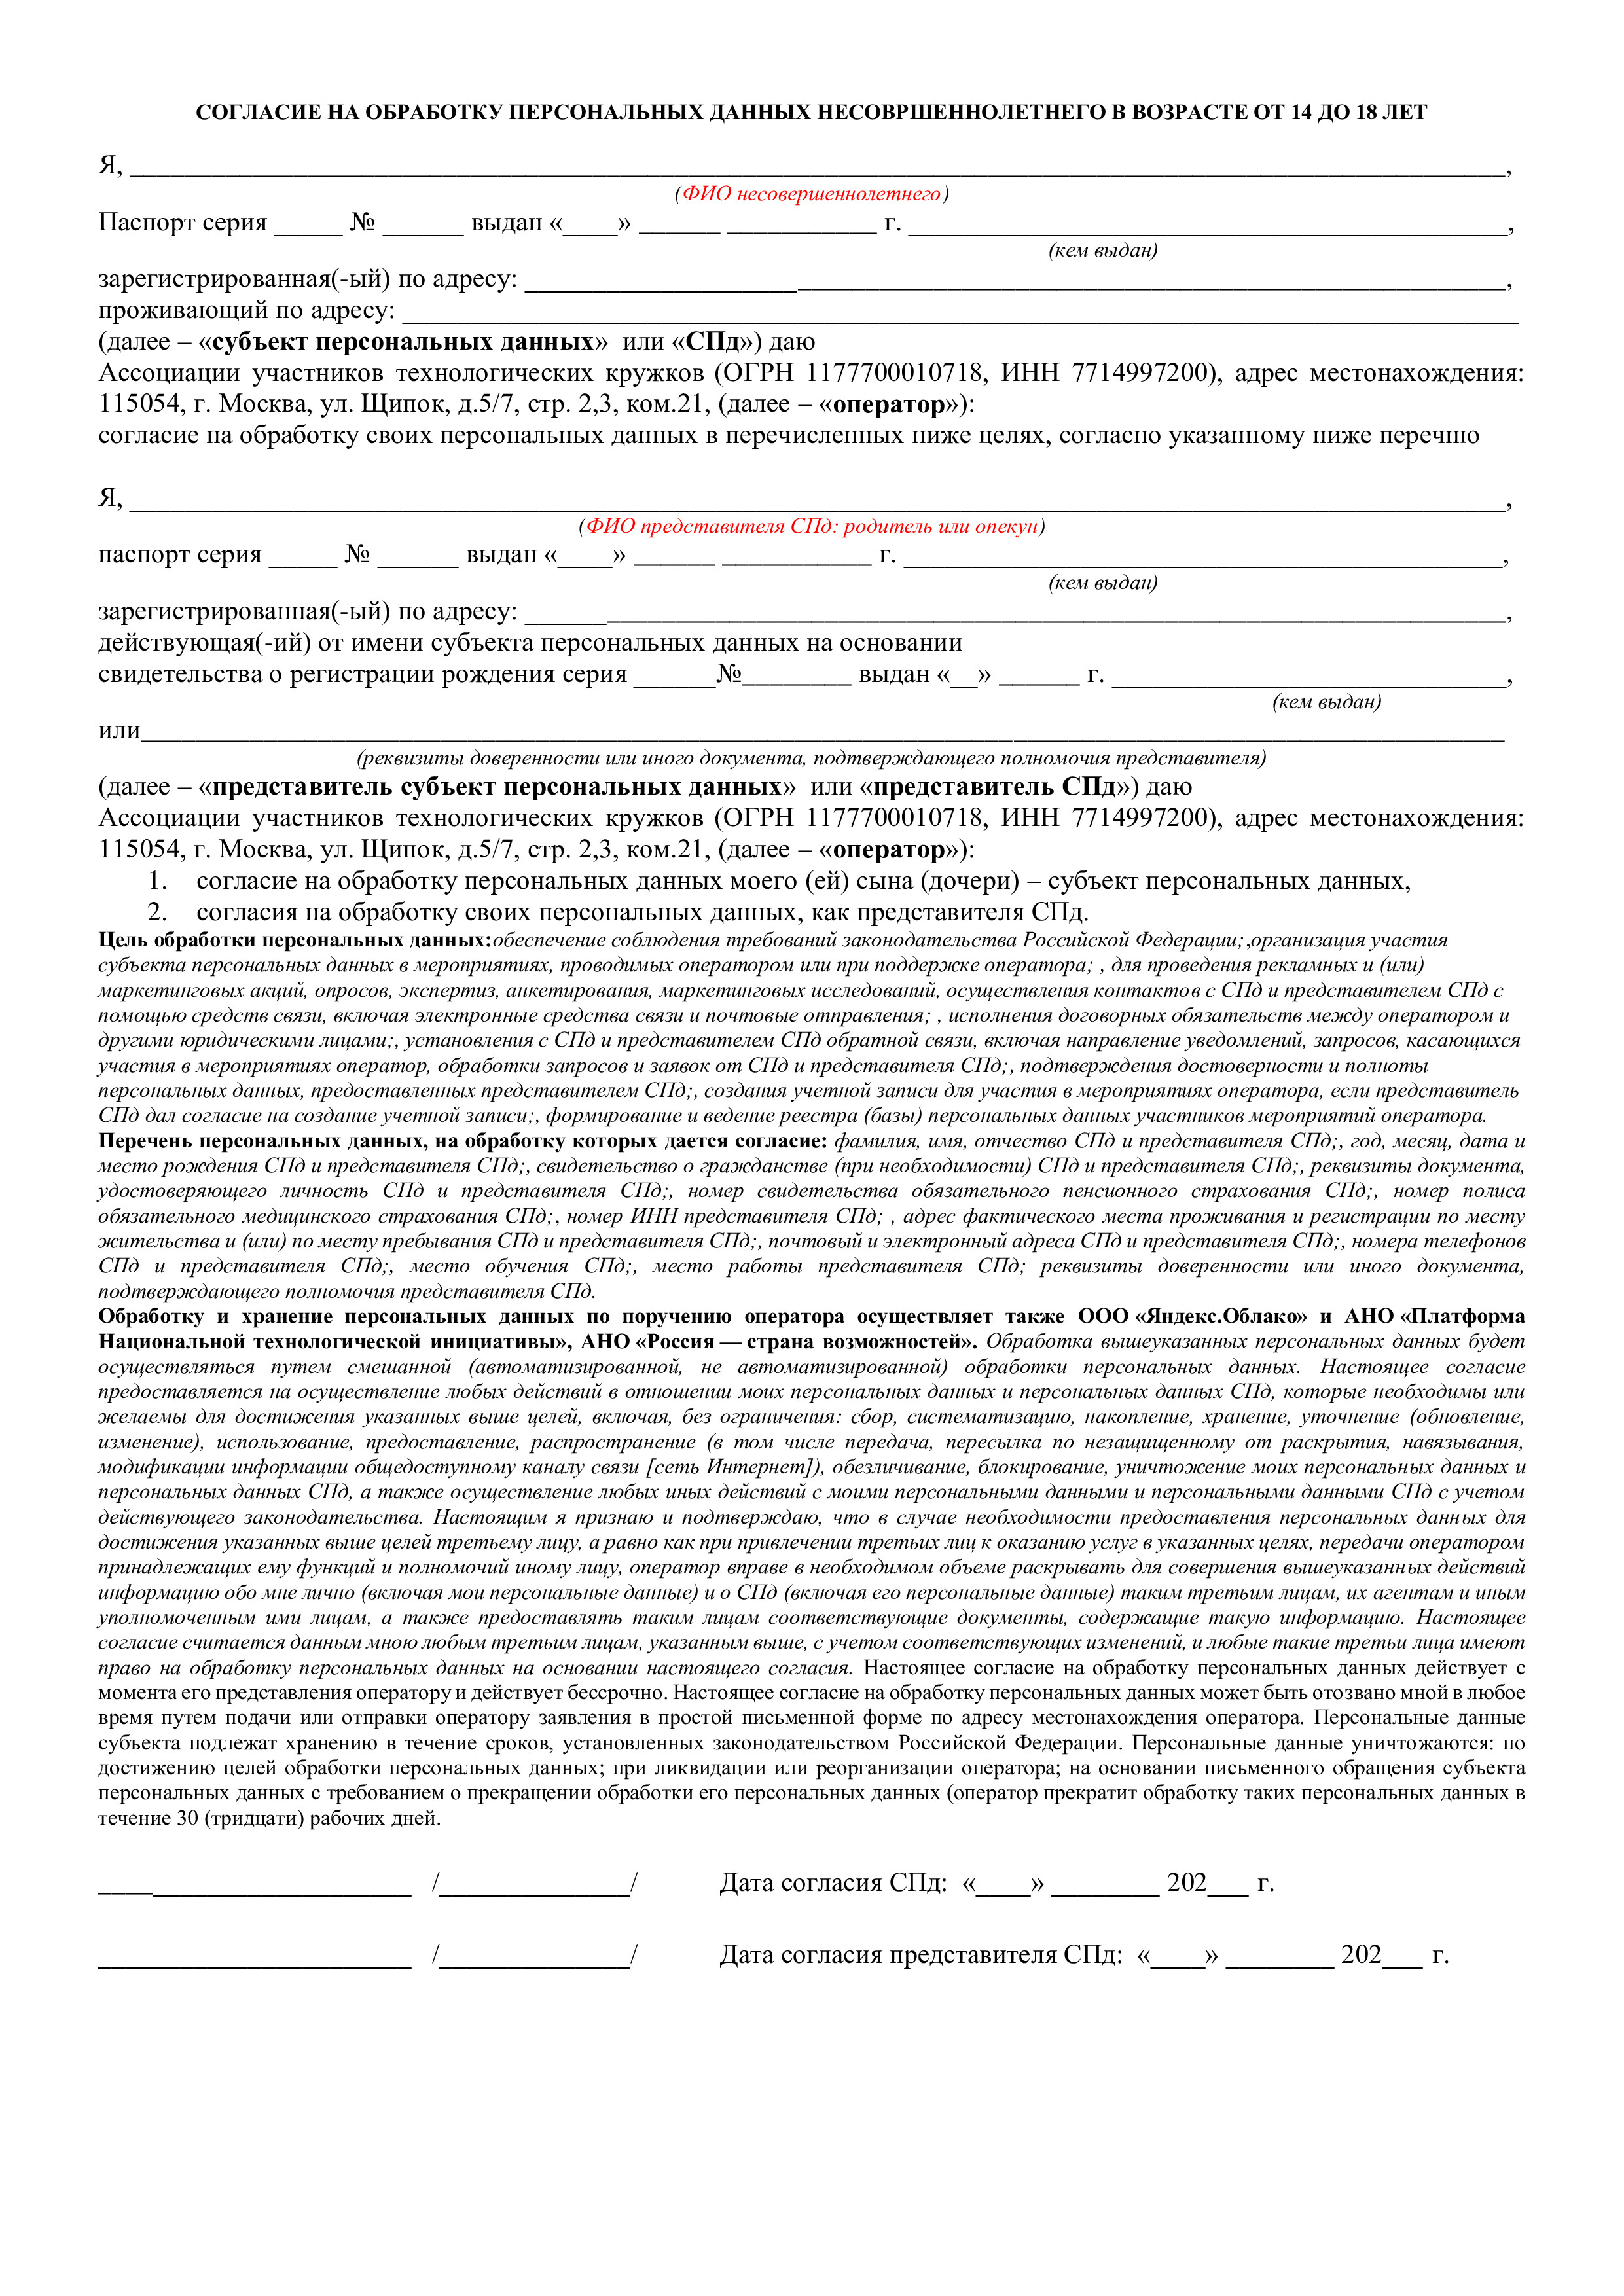 СОГЛАСИЕ НА ОБРАБОТКУ ПЕРСОНАЛЬНЫХ ДАННЫХ НЕСОВРШЕННОЛЕТНЕГО В ВОЗРАСТЕ ОТ 14 ДО 18 ЛЕТ
Я, ______________________________________________________________________________________________________,
(ФИО несовершеннолетнего)
Паспорт серия _____ № ______ выдан «____» ______ ___________ г. ____________________________________________,
(кем выдан)
зарегистрированная(-ый) по адресу: ________________________________________________________________________,
проживающий по адресу: __________________________________________________________________________________
(далее – «субъект персональных данных» или «СПд») даю
Ассоциации участников технологических кружков (ОГРН 1177700010718, ИНН 7714997200), адрес местонахождения:
115054, г. Москва, ул. Щипок, д.5/7, стр. 2,3, ком.21, (далее – «оператор»):
согласие на обработку своих персональных данных в перечисленных ниже целях, согласно указанному ниже перечню
Я, ______________________________________________________________________________________________________,
(ФИО представителя СПд: родитель или опекун)
паспорт серия _____ № ______ выдан «____» ______ ___________ г. ____________________________________________,
(кем выдан)
зарегистрированная(-ый) по адресу: ________________________________________________________________________,
действующая(-ий) от имени субъекта персональных данных на основании
свидетельства о регистрации рождения серия ______№________ выдан «__» ______ г. _____________________________,
(кем выдан)
или____________________________________________________________________________________________________
(реквизиты доверенности или иного документа, подтверждающего полномочия представителя)
(далее – «представитель субъект персональных данных» или «представитель СПд») даю
Ассоциации участников технологических кружков (ОГРН 1177700010718, ИНН 7714997200), адрес местонахождения:
115054, г. Москва, ул. Щипок, д.5/7, стр. 2,3, ком.21, (далее – «оператор»):
1. согласие на обработку персональных данных моего (ей) сына (дочери) – субъект персональных данных,
2. согласия на обработку своих персональных данных, как представителя СПд.
Цель обработки персональных данных:обеспечение соблюдения требований законодательства Российской Федерации;,организация участия
субъекта персональных данных в мероприятиях, проводимых оператором или при поддержке оператора; , для проведения рекламных и (или)
маркетинговых акций, опросов, экспертиз, анкетирования, маркетинговых исследований, осуществления контактов с СПд и представителем СПд с
помощью средств связи, включая электронные средства связи и почтовые отправления; , исполнения договорных обязательств между оператором и
другими юридическими лицами;, установления с СПд и представителем СПд обратной связи, включая направление уведомлений, запросов, касающихся
участия в мероприятиях оператор, обработки запросов и заявок от СПд и представителя СПд;, подтверждения достоверности и полноты
персональных данных, предоставленных представителем СПд;, создания учетной записи для участия в мероприятиях оператора, если представитель
СПд дал согласие на создание учетной записи;, формирование и ведение реестра (базы) персональных данных участников мероприятий оператора.
Перечень персональных данных, на обработку которых дается согласие: фамилия, имя, отчество СПд и представителя СПд;, год, месяц, дата и
место рождения СПд и представителя СПд;, свидетельство о гражданстве (при необходимости) СПд и представителя СПд;, реквизиты документа,
удостоверяющего личность СПд и представителя СПд;, номер свидетельства обязательного пенсионного страхования СПд;, номер полиса
обязательного медицинского страхования СПд;, номер ИНН представителя СПд; , адрес фактического места проживания и регистрации по месту
жительства и (или) по месту пребывания СПд и представителя СПд;, почтовый и электронный адреса СПд и представителя СПд;, номера телефонов
СПд и представителя СПд;, место обучения СПд;, место работы представителя СПд; реквизиты доверенности или иного документа,
подтверждающего полномочия представителя СПд.
Обработку и хранение персональных данных по поручению оператора осуществляет также ООО «Яндекс.Облако» и АНО «Платформа
Национальной технологической инициативы», АНО «Россия — страна возможностей». Обработка вышеуказанных персональных данных будет
осуществляться путем смешанной (автоматизированной, не автоматизированной) обработки персональных данных. Настоящее согласие
предоставляется на осуществление любых действий в отношении моих персональных данных и персональных данных СПд, которые необходимы или
желаемы для достижения указанных выше целей, включая, без ограничения: сбор, систематизацию, накопление, хранение, уточнение (обновление,
изменение), использование, предоставление, распространение (в том числе передача, пересылка по незащищенному от раскрытия, навязывания,
модификации информации общедоступному каналу связи [сеть Интернет]), обезличивание, блокирование, уничтожение моих персональных данных и
персональных данных СПд, а также осуществление любых иных действий с моими персональными данными и персональными данными СПд с учетом
действующего законодательства. Настоящим я признаю и подтверждаю, что в случае необходимости предоставления персональных данных для
достижения указанных выше целей третьему лицу, а равно как при привлечении третьих лиц к оказанию услуг в указанных целях, передачи оператором
принадлежащих ему функций и полномочий иному лицу, оператор вправе в необходимом объеме раскрывать для совершения вышеуказанных действий
информацию обо мне лично (включая мои персональные данные) и о СПд (включая его персональные данные) таким третьим лицам, их агентам и иным
уполномоченным ими лицам, а также предоставлять таким лицам соответствующие документы, содержащие такую информацию. Настоящее
согласие считается данным мною любым третьим лицам, указанным выше, с учетом соответствующих изменений, и любые такие третьи лица имеют
право на обработку персональных данных на основании настоящего согласия. Настоящее согласие на обработку персональных данных действует с
момента его представления оператору и действует бессрочно. Настоящее согласие на обработку персональных данных может быть отозвано мной в любое
время путем подачи или отправки оператору заявления в простой письменной форме по адресу местонахождения оператора. Персональные данные
субъекта подлежат хранению в течение сроков, установленных законодательством Российской Федерации. Персональные данные уничтожаются: по
достижению целей обработки персональных данных; при ликвидации или реорганизации оператора; на основании письменного обращения субъекта
персональных данных с требованием о прекращении обработки его персональных данных (оператор прекратит обработку таких персональных данных в
течение 30 (тридцати) рабочих дней.
_______________________ /______________/ Дата согласия СПд: «____» ________ 202___ г.
_______________________ /______________/ Дата согласия представителя СПд: «____» ________ 202___ г.